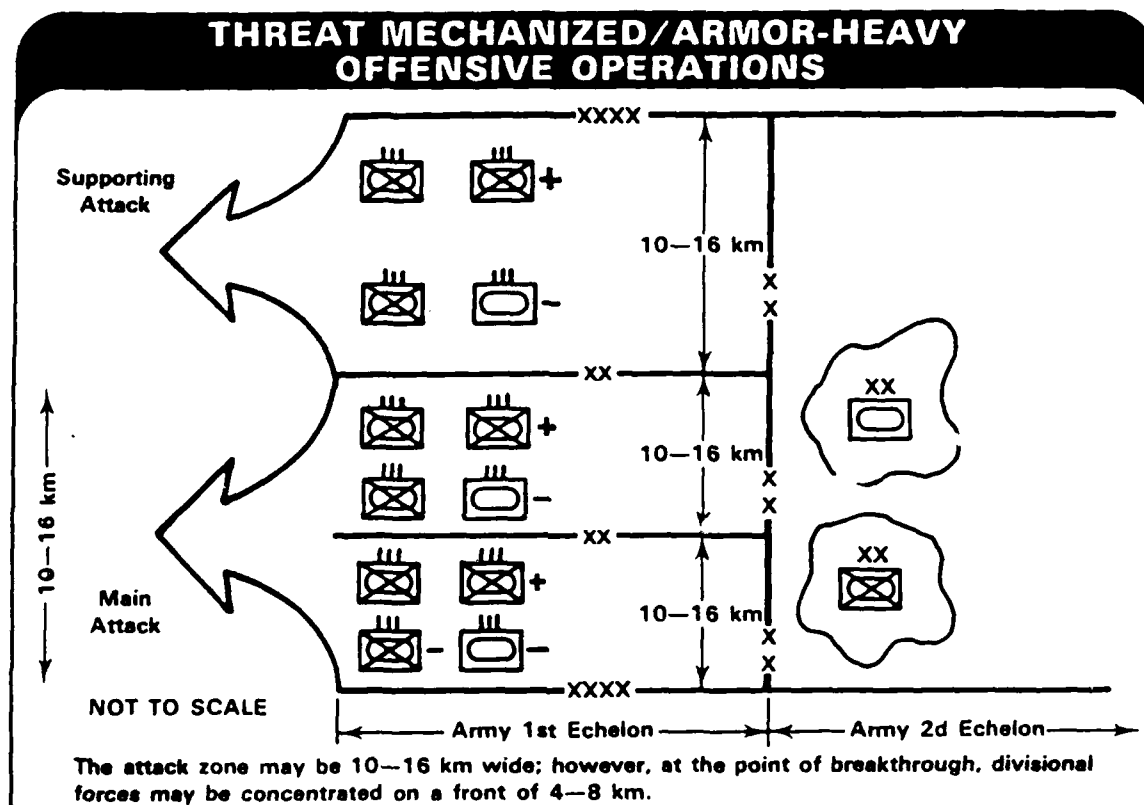 THREAT MECHANIZED/ARMOR-HEAVY
OFFENSIVE OPERATIONS
XXXX
Supporting
Attack
+
10—16 km
X
X
–
XX
XX
+
10—16 km
–
X
X
10—16 km
XX
XX
+
10—16 km
Main
Attack
–
–
X
X
XXXX
NOT TO SCALE
Army 1st Echelon
Army 2d Echelon
The attack zone may be 10—16 km wide; however, at the point of breakthrough, divisional
forces may be concentrated on a front of 4—8 km.